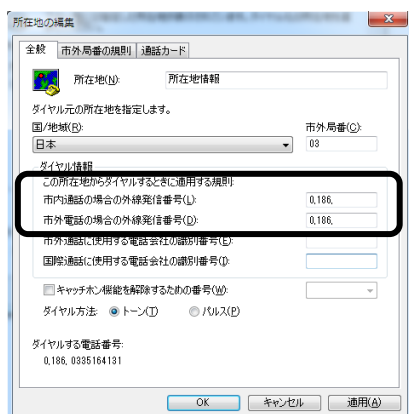 所在地の編集
全般 市外局番の規則 通話カード
所在地(N): 所在地情報
ダイヤル元の所在地を指定します。
国/地域(R): 市外局番(C):
日本 03
ダイヤル情報
この所在地からダイヤルするときに適用する規則:
市内通話の場合の外線発信番号(L): 0,186,
市外電話の場合の外線発信番号(D): 0,186,
市外通話に使用する電話会社の識別番号(E):
国際通話に使用する電話会社の識別番号(I):
キャッチホン機能を解除するための番号(W):
ダイヤル方法: トーン(T) パルス(P)
ダイヤルする電話番号:
0,186, 0335164131
OK キャンセル 適用(A)